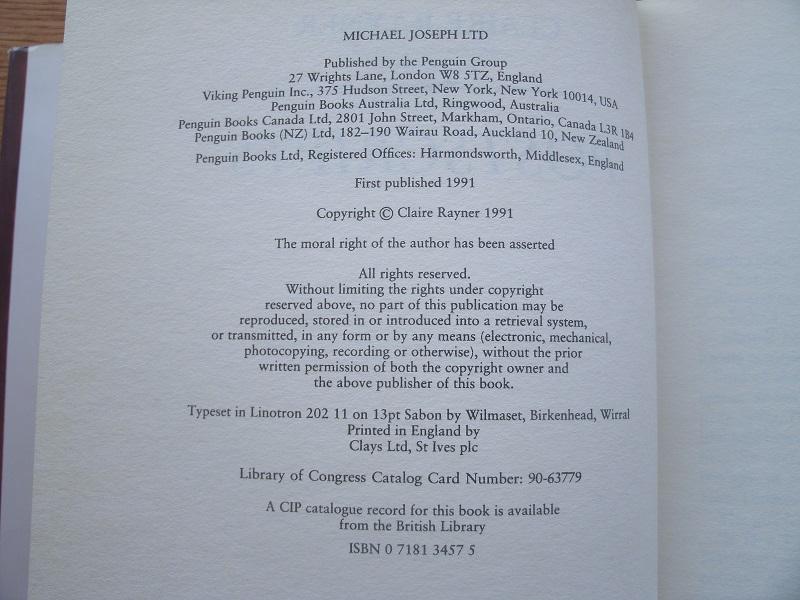 MICHAEL JOSEPH LTD
Published by the Penguin Group
27 Wrights Lane, London W8 5TZ, England
Viking Penguin Inc., 375 Hudson Street, New York, New York 10014, USA
Penguin Books Australia Ltd, Ringwood, Australia
Penguin Books Canada Ltd, 2801 John Street, Markham, Ontario, Canada L3R 1B4
Penguin Books (NZ) Ltd, 182–190 Wairau Road, Auckland 10, New Zealand
Penguin Books Ltd, Registered Offices: Harmondsworth, Middlesex, England
First published 1991
Copyright © Claire Rayner 1991
The moral right of the author has been asserted
All rights reserved.
Without limiting the rights under copyright
reserved above, no part of this publication may be
reproduced, stored in or introduced into a retrieval system,
or transmitted, in any form or by any means (electronic, mechanical,
photocopying, recording or otherwise), without the prior
written permission of both the copyright owner and
the above publisher of this book.
Typeset in Linotron 202 11 on 13pt Sabon by Wilmaset, Birkenhead, Wirral
Printed in England by
Clays Ltd, St Ives plc
Library of Congress Catalog Card Number: 90-63779
A CIP catalogue record for this book is available
from the British Library
ISBN 0 7181 3457 5